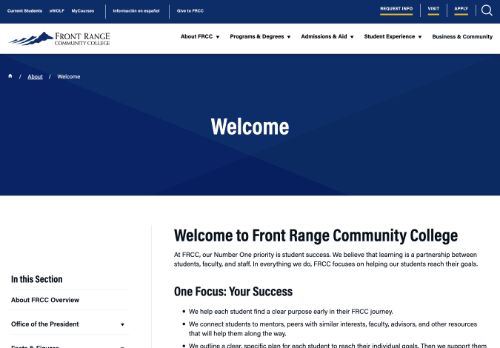 Current Students eWOLF MyCourses Información en español Give to FRCC REQUEST INFO VISIT APPLY
FRONT RANGE
COMMUNITY COLLEGE
About FRCC Programs & Degrees Admissions & Aid Student Experience Business & Community
/ About / Welcome
Welcome
Welcome to Front Range Community College
At FRCC, our Number One priority is student success. We believe that learning is a partnership between
students, faculty, and staff. In everything we do, FRCC focuses on helping our students reach their goals.
In this Section
About FRCC Overview
Office of the President
Facts & Figures
One Focus: Your Success
• We help each student find a clear purpose early in their FRCC journey.
• We connect students to mentors, peers with similar interests, faculty, advisors, and other resources
that will help them along the way.
• We outline a clear, specific plan for each student to reach their individual goals. Then we support them